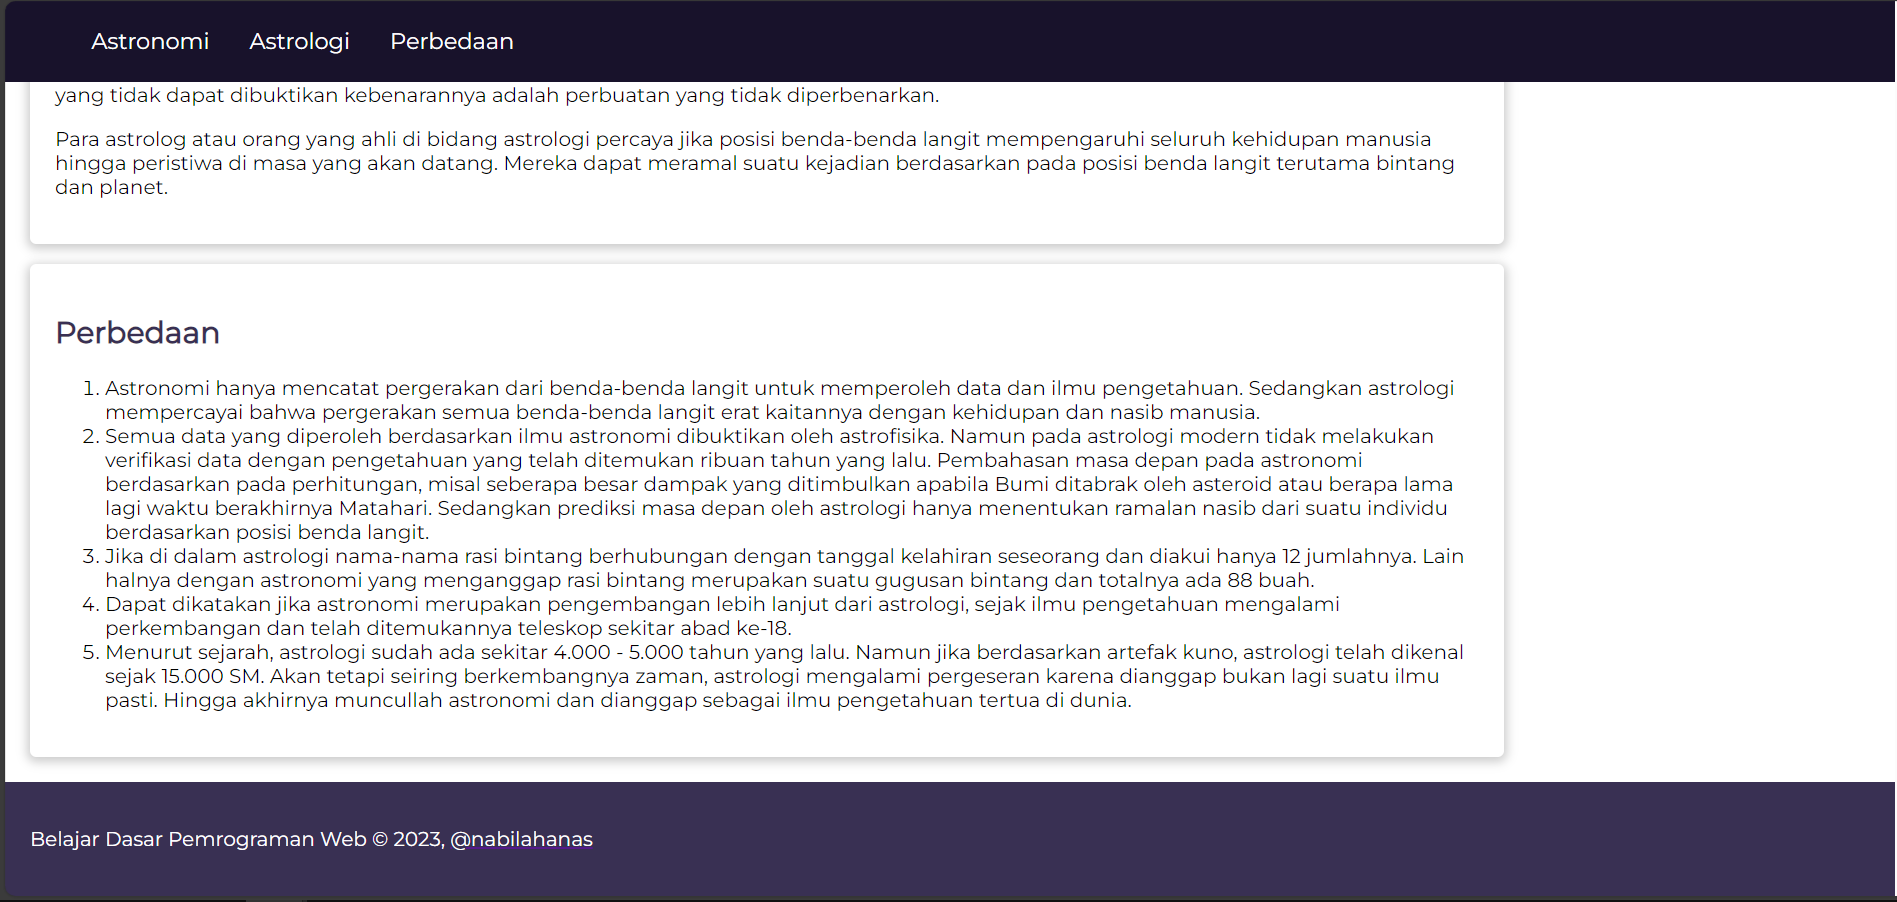 Astronomi Astrologi Perbedaan
yang tidak dapat dibuktikan kebenarannya adalah perbuatan yang tidak diperbenarkan.
Para astrolog atau orang yang ahli di bidang astrologi percaya jika posisi benda-benda langit mempengaruhi seluruh kehidupan manusia
hingga peristiwa di masa yang akan datang. Mereka dapat meramal suatu kejadian berdasarkan pada posisi benda langit terutama bintang
dan planet.
Perbedaan
1. Astronomi hanya mencatat pergerakan dari benda-benda langit untuk memperoleh data dan ilmu pengetahuan. Sedangkan astrologi
mempercayai bahwa pergerakan semua benda-benda langit erat kaitannya dengan kehidupan dan nasib manusia.
2. Semua data yang diperoleh berdasarkan ilmu astronomi dibuktikan oleh astrofisika. Namun pada astrologi modern tidak melakukan
verifikasi data dengan pengetahuan yang telah ditemukan ribuan tahun yang lalu. Pembahasan masa depan pada astronomi
berdasarkan pada perhitungan, misal seberapa besar dampak yang ditimbulkan apabila Bumi ditabrak oleh asteroid atau berapa lama
lagi waktu berakhirnya Matahari. Sedangkan prediksi masa depan oleh astrologi hanya menentukan ramalan nasib dari suatu individu
berdasarkan posisi benda langit.
3. Jika di dalam astrologi nama-nama rasi bintang berhubungan dengan tanggal kelahiran seseorang dan diakui hanya 12 jumlahnya. Lain
halnya dengan astronomi yang menganggap rasi bintang merupakan suatu gugusan bintang dan totalnya ada 88 buah.
4. Dapat dikatakan jika astronomi merupakan pengembangan lebih lanjut dari astrologi, sejak ilmu pengetahuan mengalami
perkembangan dan telah ditemukannya teleskop sekitar abad ke-18.
5. Menurut sejarah, astrologi sudah ada sekitar 4.000 - 5.000 tahun yang lalu. Namun jika berdasarkan artefak kuno, astrologi telah dikenal
sejak 15.000 SM. Akan tetapi seiring berkembangnya zaman, astrologi mengalami pergeseran karena dianggap bukan lagi suatu ilmu
pasti. Hingga akhirnya muncullah astronomi dan dianggap sebagai ilmu pengetahuan tertua di dunia.
Belajar Dasar Pemrograman Web © 2023, @nabilahanas